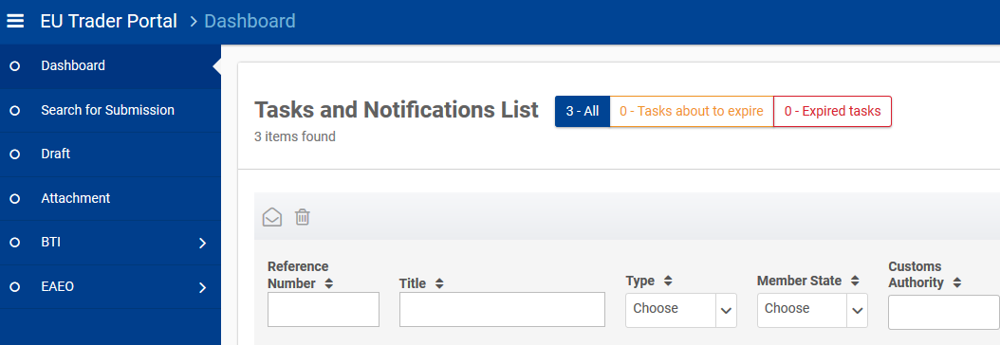 EU Trader Portal > Dashboard
Dashboard
Search for Submission
Draft
Attachment
BTI
EAEO
Tasks and Notifications List
3 - All
0 - Tasks about to expire
0 - Expired tasks
3 items found
Reference
Number
Title
Type
Member State
Customs
Authority
Choose
Choose